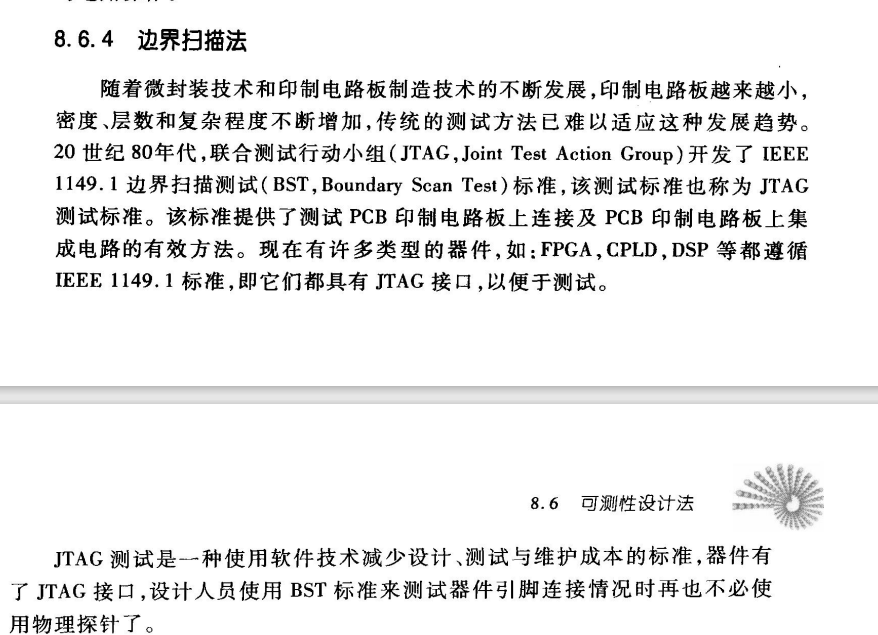 8.6.4 边界扫描法
随着微封装技术和印制电路板制造技术的不断发展,印制电路板越来越小,
密度、层数和复杂程度不断增加,传统的测试方法已难以适应这种发展趋势。
20 世纪80年代,联合测试行动小组(JTAG,Joint Test Action Group)开发了 IEEE
1149.1 边界扫描测试(BST,Boundary Scan Test)标准,该测试标准也称为 JTAG
测试标准。该标准提供了测试 PCB 印制电路板上连接及 PCB 印制电路板上集
成电路的有效方法。现在有许多类型的器件,如:FPGA,CPLD,DSP 等都遵循
IEEE 1149.1 标准,即它们都具有 JTAG 接口,以便于测试。
8.6 可测性设计法
JTAG 测试是一种使用软件技术减少设计、测试与维护成本的标准,器件有
了 JTAG 接口,设计人员使用 BST 标准来测试器件引脚连接情况时再也不必使
用物理探针了。